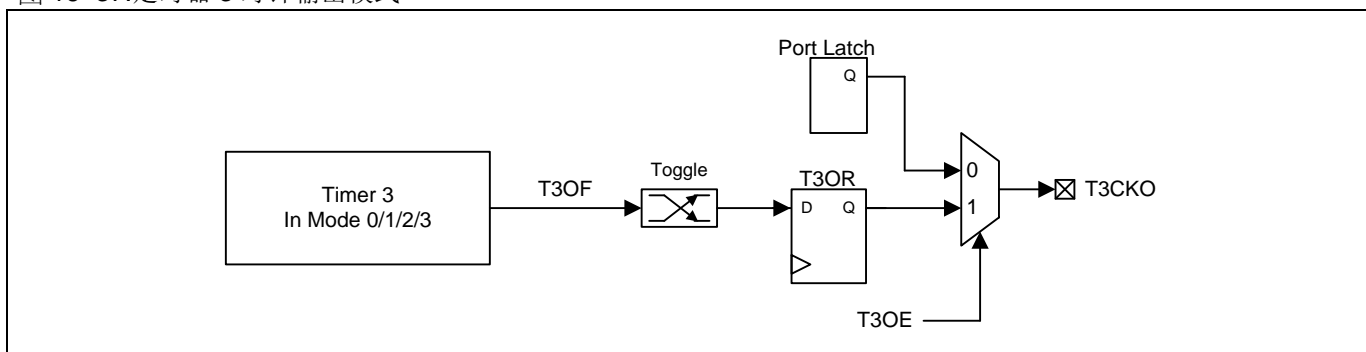 Port Latch
Q
Timer 3
In Mode 0/1/2/3
T3OF
Toggle
T3OR
D
Q
0
1
T3CKO
T3OE